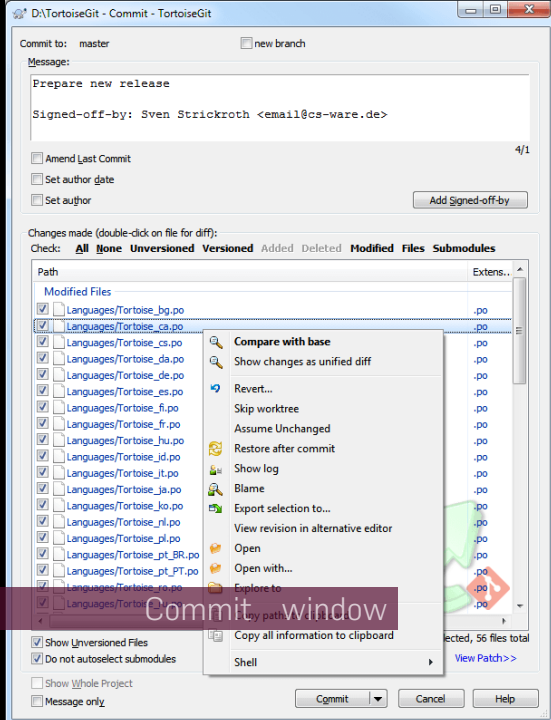 D:\TortoiseGit - Commit - TortoiseGit
Commit to: master
new branch
Message:
Prepare new release
Signed-off-by: Sven Strickroth <email@cs-ware.de>
4/1
Amend Last Commit
Set author date
Set author
Add Signed-off-by
Changes made (double-click on file for diff):
Check: All None Unversioned Versioned Added Deleted Modified Files Submodules
Path Extens...
Modified Files
Languages/Tortoise_bg.po .po
Languages/Tortoise_ca.po .po
Languages/Tortoise_cs.po .po
Languages/Tortoise_da.po .po
Languages/Tortoise_de.po .po
Languages/Tortoise_es.po .po
Languages/Tortoise_fi.po .po
Languages/Tortoise_fr.po .po
Languages/Tortoise_hu.po .po
Languages/Tortoise_id.po .po
Languages/Tortoise_it.po .po
Languages/Tortoise_ja.po .po
Languages/Tortoise_ko.po .po
Languages/Tortoise_nl.po .po
Languages/Tortoise_pl.po .po
Languages/Tortoise_pt_BR.po .po
Languages/Tortoise_pt_PT.po .po
Languages/Tortoise_ro.po .po
Languages/Tortoise_ru.po .po
Compare with base
Show changes as unified diff
Revert...
Skip worktree
Assume Unchanged
Restore after commit
Show log
Blame
Export selection to...
View revision in alternative editor
Open
Open with...
Explore to
Copy paths to clipboard
Copy all information to clipboard
Shell
Commit window
Show Unversioned Files
56 files total
Do not autoselect submodules
View Patch>>
Show Whole Project
Message only
Commit
Cancel
Help